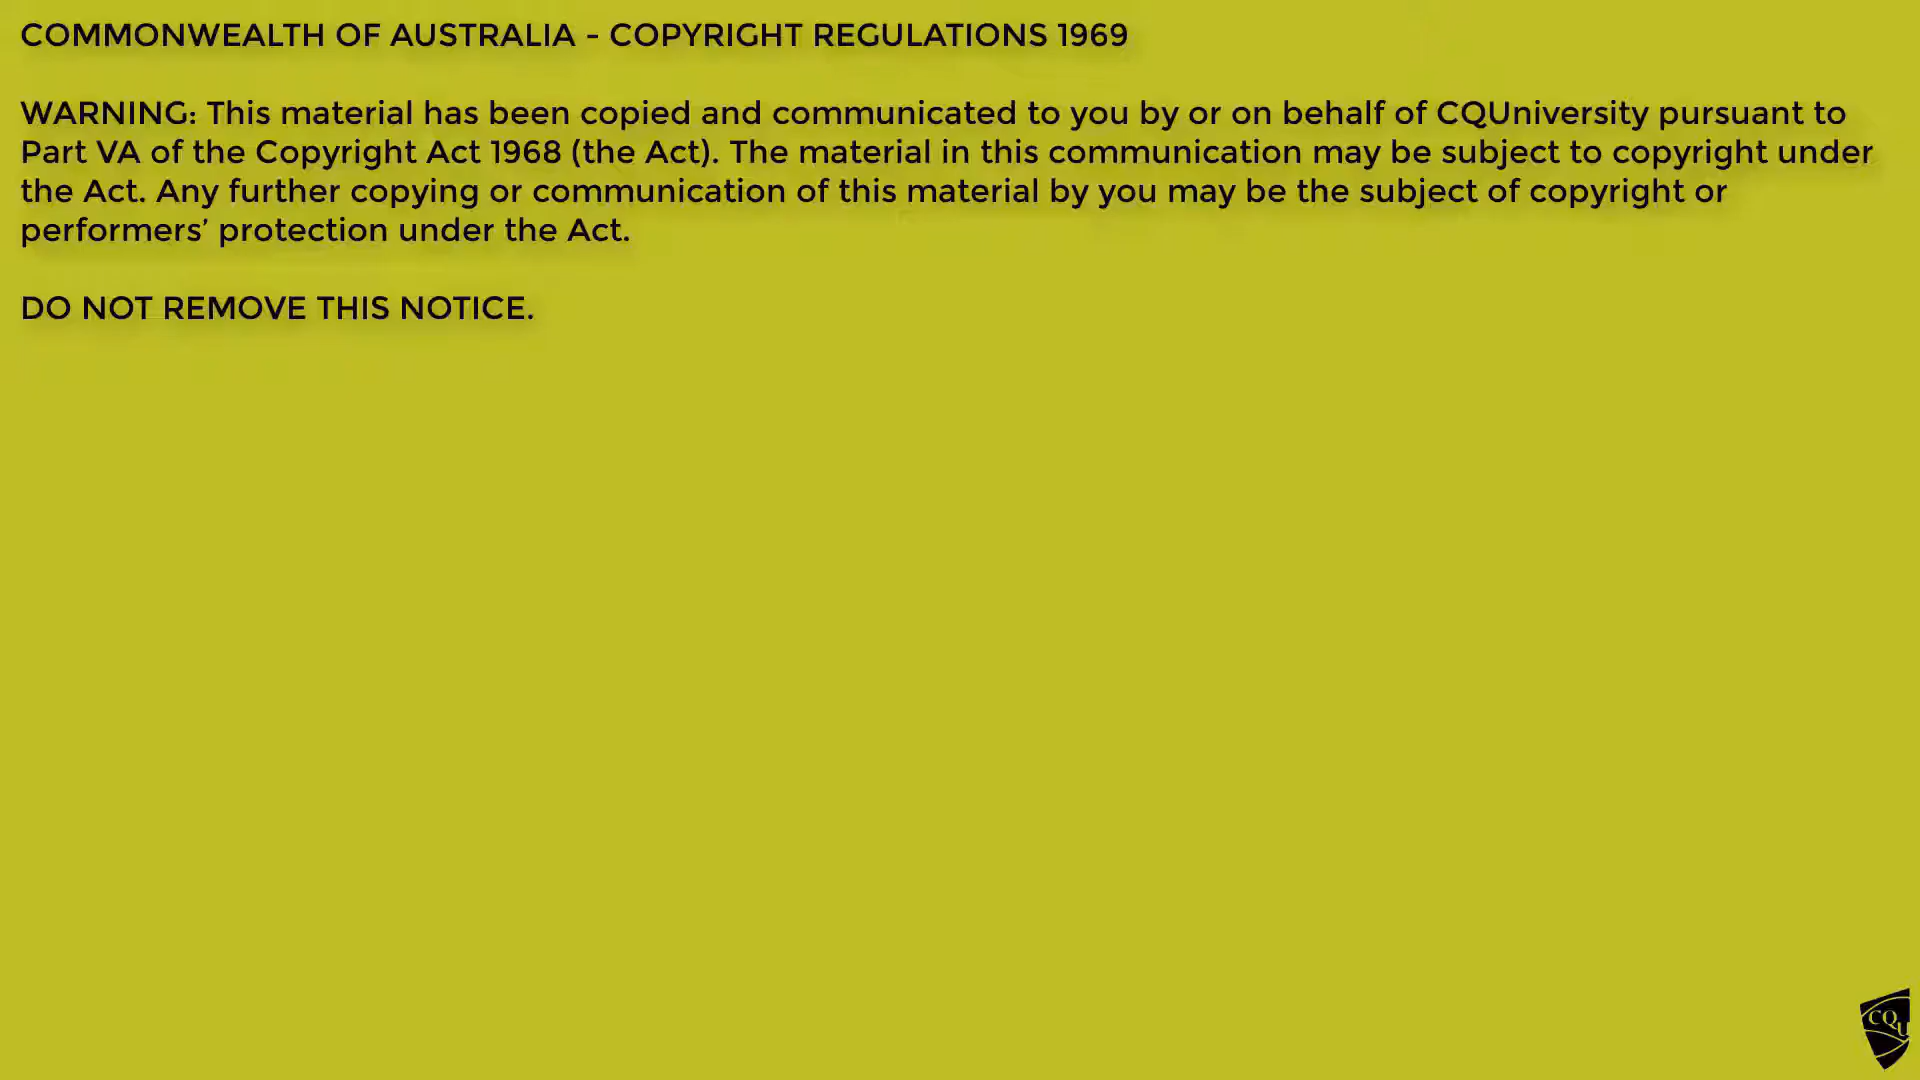 COMMONWEALTH OF AUSTRALIA - COPYRIGHT REGULATIONS 1969
WARNING: This material has been copied and communicated to you by or on behalf of CQUniversity pursuant to
Part VA of the Copyright Act 1968 (the Act). The material in this communication may be subject to copyright under
the Act. Any further copying or communication of this material by you may be the subject of copyright or
performers’ protection under the Act.
DO NOT REMOVE THIS NOTICE.
CQU